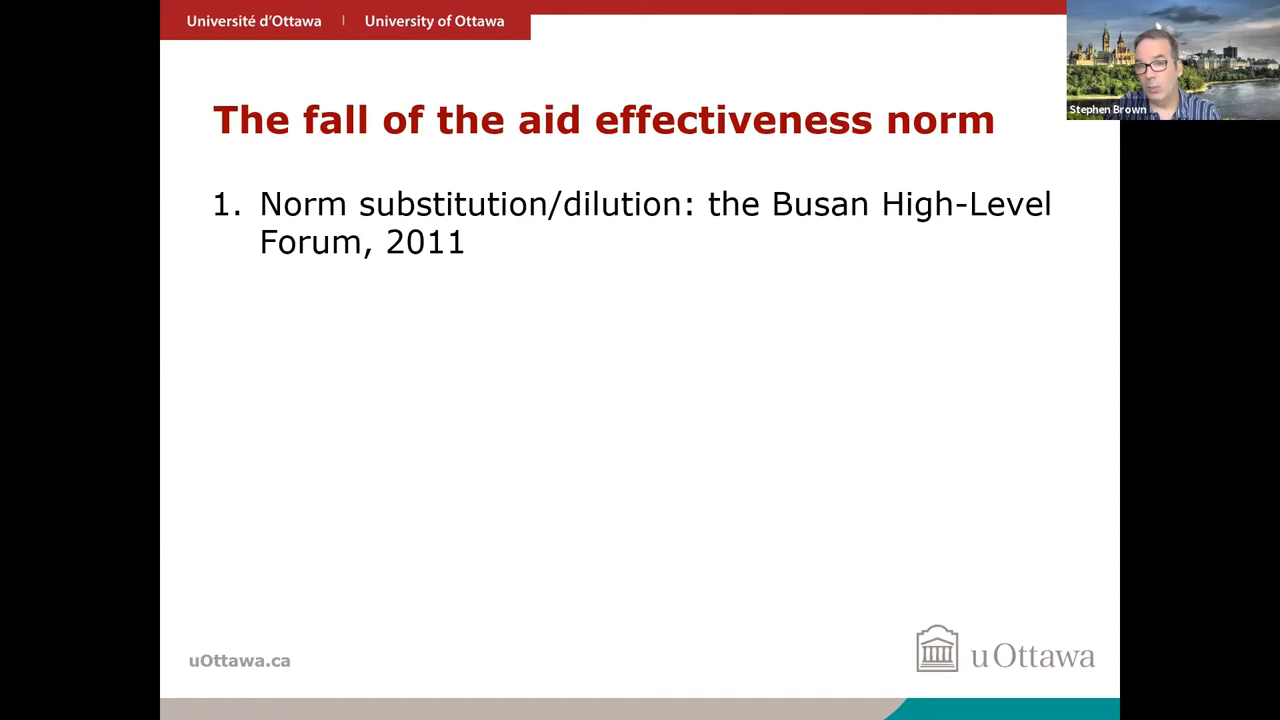 Université d'Ottawa | University of Ottawa
Stephen Brown
The fall of the aid effectiveness norm
1. Norm substitution/dilution: the Busan High-Level
Forum, 2011
uOttawa.ca
uOttawa